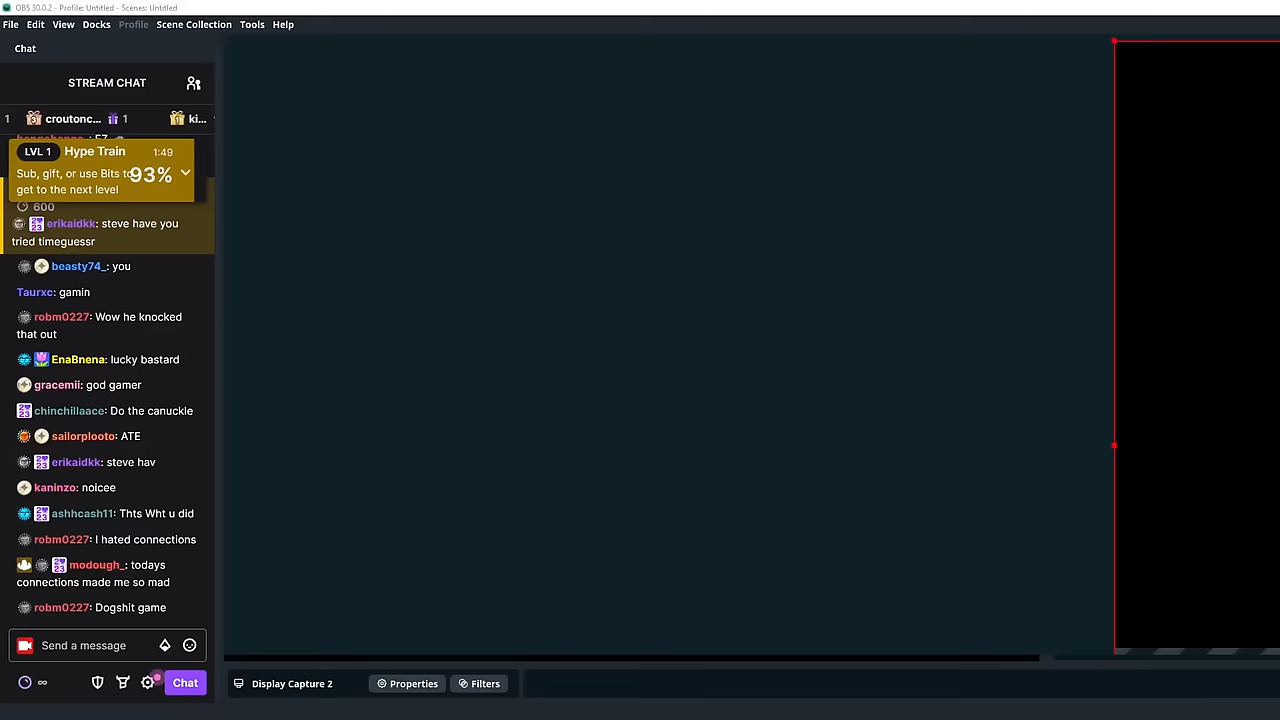 OBS 30.0.2 - Profile: Untitled - Scenes: Untitled
File Edit View Docks Profile Scene Collection Tools Help
Chat
STREAM CHAT
1 3 croutonc... 1 1 ki...
LVL 1 Hype Train 1:49
Sub, gift, or use Bits to 93%
get to the next level
600
erikaidkk: steve have you
tried timeguessr
beasty74_: you
Taurxc: gamin
robm0227: Wow he knocked
that out
EnaBnena: lucky bastard
gracemii: god gamer
chinchillaace: Do the canuckle
sailorplooto: ATE
erikaidkk: steve hav
kaninzo: noicee
ashhcash11: Thts Wht u did
robm0227: I hated connections
modough_: todays
connections made me so mad
robm0227: Dogshit game
Send a message
Chat
Display Capture 2 Properties Filters